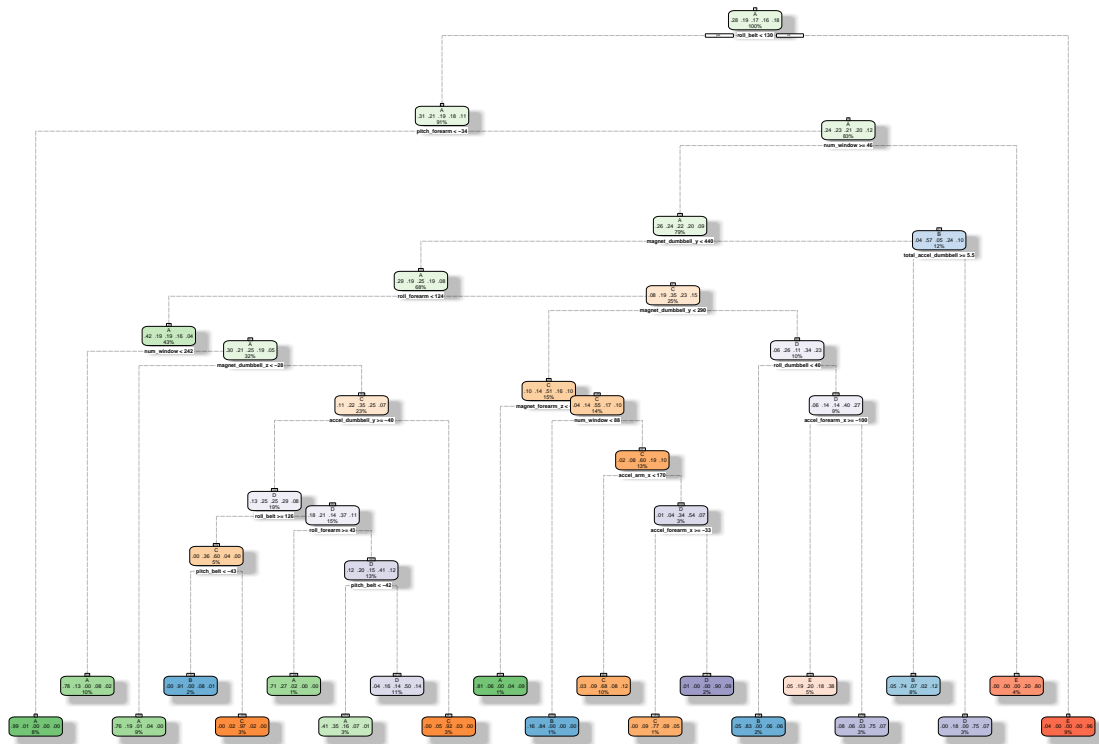 A
.28 .19 .17 .16 .18
100%
roll_belt < 130
A
.31 .21 .19 .18 .11
91%
pitch_forearm < −34
A
.24 .23 .21 .20 .12
83%
num_window >= 46
A
.26 .24 .22 .20 .09
79%
magnet_dumbbell_y < 440
B
.04 .57 .05 .24 .10
12%
total_accel_dumbbell >= 5.5
A
.29 .19 .25 .19 .08
68%
roll_forearm < 124
C
.08 .19 .35 .23 .15
25%
magnet_dumbbell_y < 290
A
.42 .19 .19 .16 .04
43%
num_window < 242
A
.30 .21 .25 .19 .05
32%
magnet_dumbbell_z < −28
D
.06 .26 .11 .34 .23
10%
roll_dumbbell < 40
C
.10 .14 .51 .16 .10
15%
magnet_forearm_z <
C
.11 .22 .35 .25 .07
23%
accel_dumbbell_y >= −40
C
.04 .14 .55 .17 .10
14%
num_window < 88
D
.06 .14 .14 .40 .27
9%
accel_forearm_x >= −100
C
.02 .08 .60 .19 .10
13%
accel_arm_x < 170
D
.13 .25 .25 .29 .08
19%
roll_belt >= 126
D
.18 .21 .14 .37 .11
15%
roll_forearm >= 43
D
.01 .04 .34 .54 .07
3%
accel_forearm_x >= −33
C
.00 .36 .60 .04 .00
5%
pitch_belt < −43
D
.12 .20 .15 .41 .12
13%
pitch_belt < −42
A
.78 .13 .00 .08 .02
10%
B
.00 .91 .00 .08 .01
2%
A
.71 .27 .02 .00 .00
1%
D
.04 .16 .14 .50 .14
11%
A
.81 .06 .00 .04 .09
1%
C
.03 .09 .68 .08 .12
10%
D
.01 .00 .00 .90 .08
2%
E
.05 .19 .20 .18 .38
5%
B
.05 .74 .07 .02 .12
8%
E
.00 .00 .00 .20 .80
4%
A
.99 .01 .00 .00 .00
8%
A
.76 .19 .01 .04 .00
9%
C
.00 .02 .97 .02 .00
3%
A
.41 .35 .16 .07 .01
3%
C
.00 .05 .92 .03 .00
3%
B
.16 .84 .00 .00 .00
1%
C
.00 .09 .77 .09 .05
1%
B
.05 .83 .00 .06 .06
2%
D
.08 .06 .03 .75 .07
3%
D
.00 .18 .00 .75 .07
3%
E
.04 .00 .00 .00 .96
9%